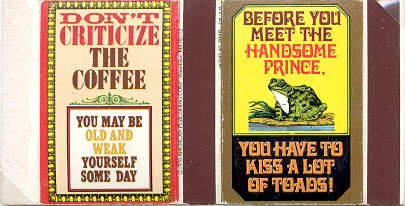 DON'T
CRITICIZE
THE
COFFEE
YOU MAY BE
OLD AND
WEAK
YOURSELF
SOME DAY
BEFORE YOU
MEET THE
HANDSOME
PRINCE,
YOU HAVE TO
KISS A LOT
OF TOADS!